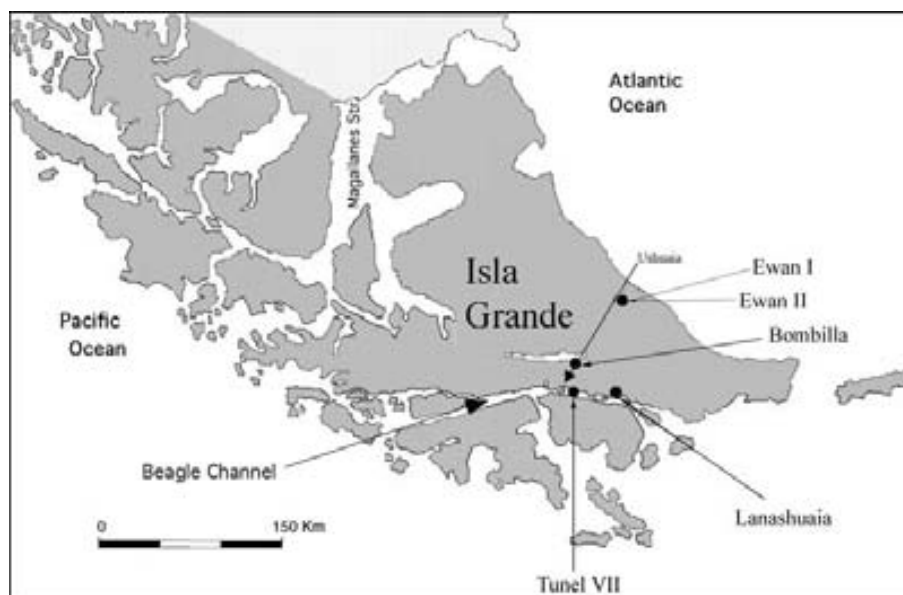 Atlantic
Ocean
Magallanes Str.
Ushuaia
Ewan I
Isla
Grande
Ewan II
Pacific
Ocean
Bombilla
Beagle Channel
Lanashuaia
0 150 Km
Tunel VII